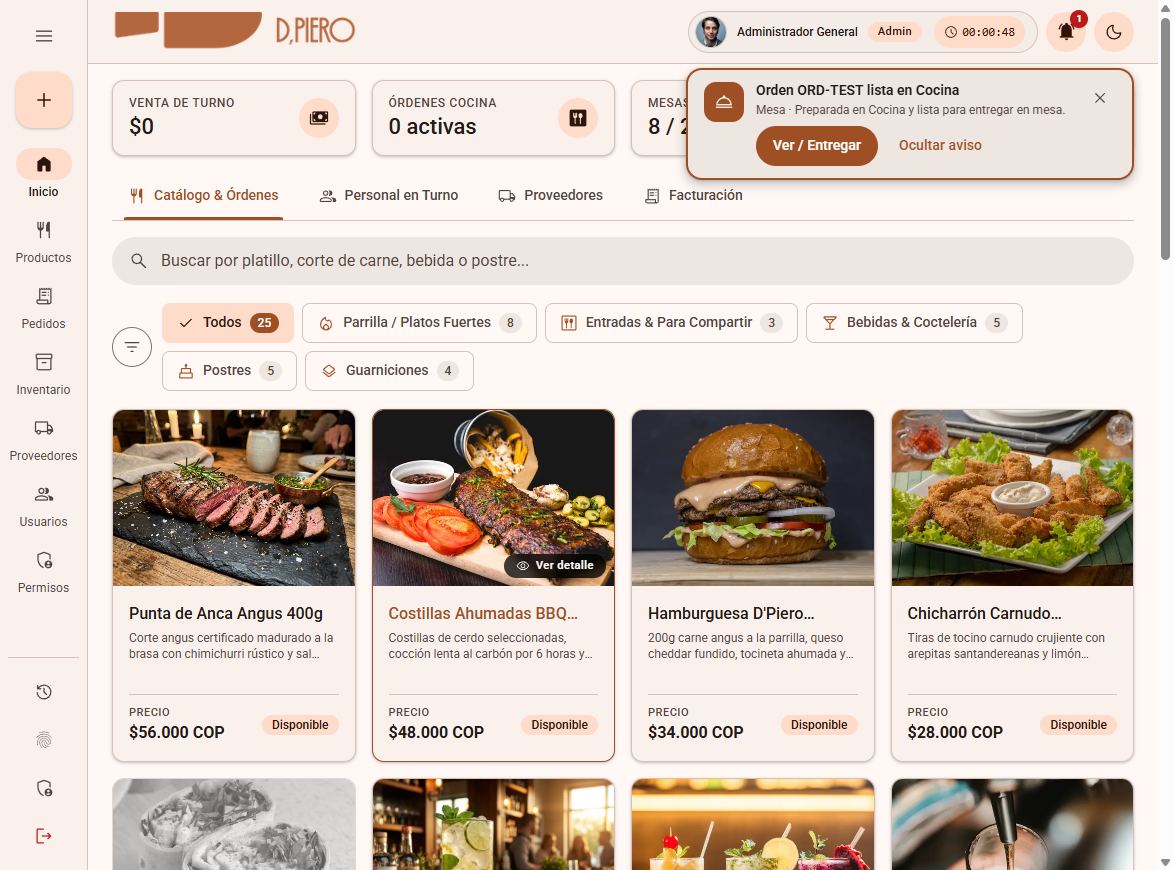 D,PIERO
Administrador General
Admin
00:00:48
1
Orden ORD-TEST lista en Cocina
Mesa · Preparada en Cocina y lista para entregar en mesa.
Ver / Entregar
Ocultar aviso
Inicio
Productos
Pedidos
Inventario
Proveedores
Usuarios
Permisos
VENTA DE TURNO
$0
ÓRDENES COCINA
0 activas
MESAS
8 / 2
Catálogo & Órdenes
Personal en Turno
Proveedores
Facturación
Buscar por platillo, corte de carne, bebida o postre...
Todos 25
Parrilla / Platos Fuertes 8
Entradas & Para Compartir 3
Bebidas & Coctelería 5
Postres 5
Guarniciones 4
Punta de Anca Angus 400g
Corte angus certificado madurado a la
brasa con chimichurri rústico y sal...
PRECIO
$56.000 COP
Disponible
Ver detalle
Costillas Ahumadas BBQ...
Costillas de cerdo seleccionadas,
cocción lenta al carbón por 6 horas y...
PRECIO
$48.000 COP
Disponible
Hamburguesa D'Piero...
200g carne angus a la parrilla, queso
cheddar fundido, tocineta ahumada y...
PRECIO
$34.000 COP
Disponible
Chicharrón Carnudo...
Tiras de tocino carnudo crujiente con
arepitas santandereanas y limón...
PRECIO
$28.000 COP
Disponible